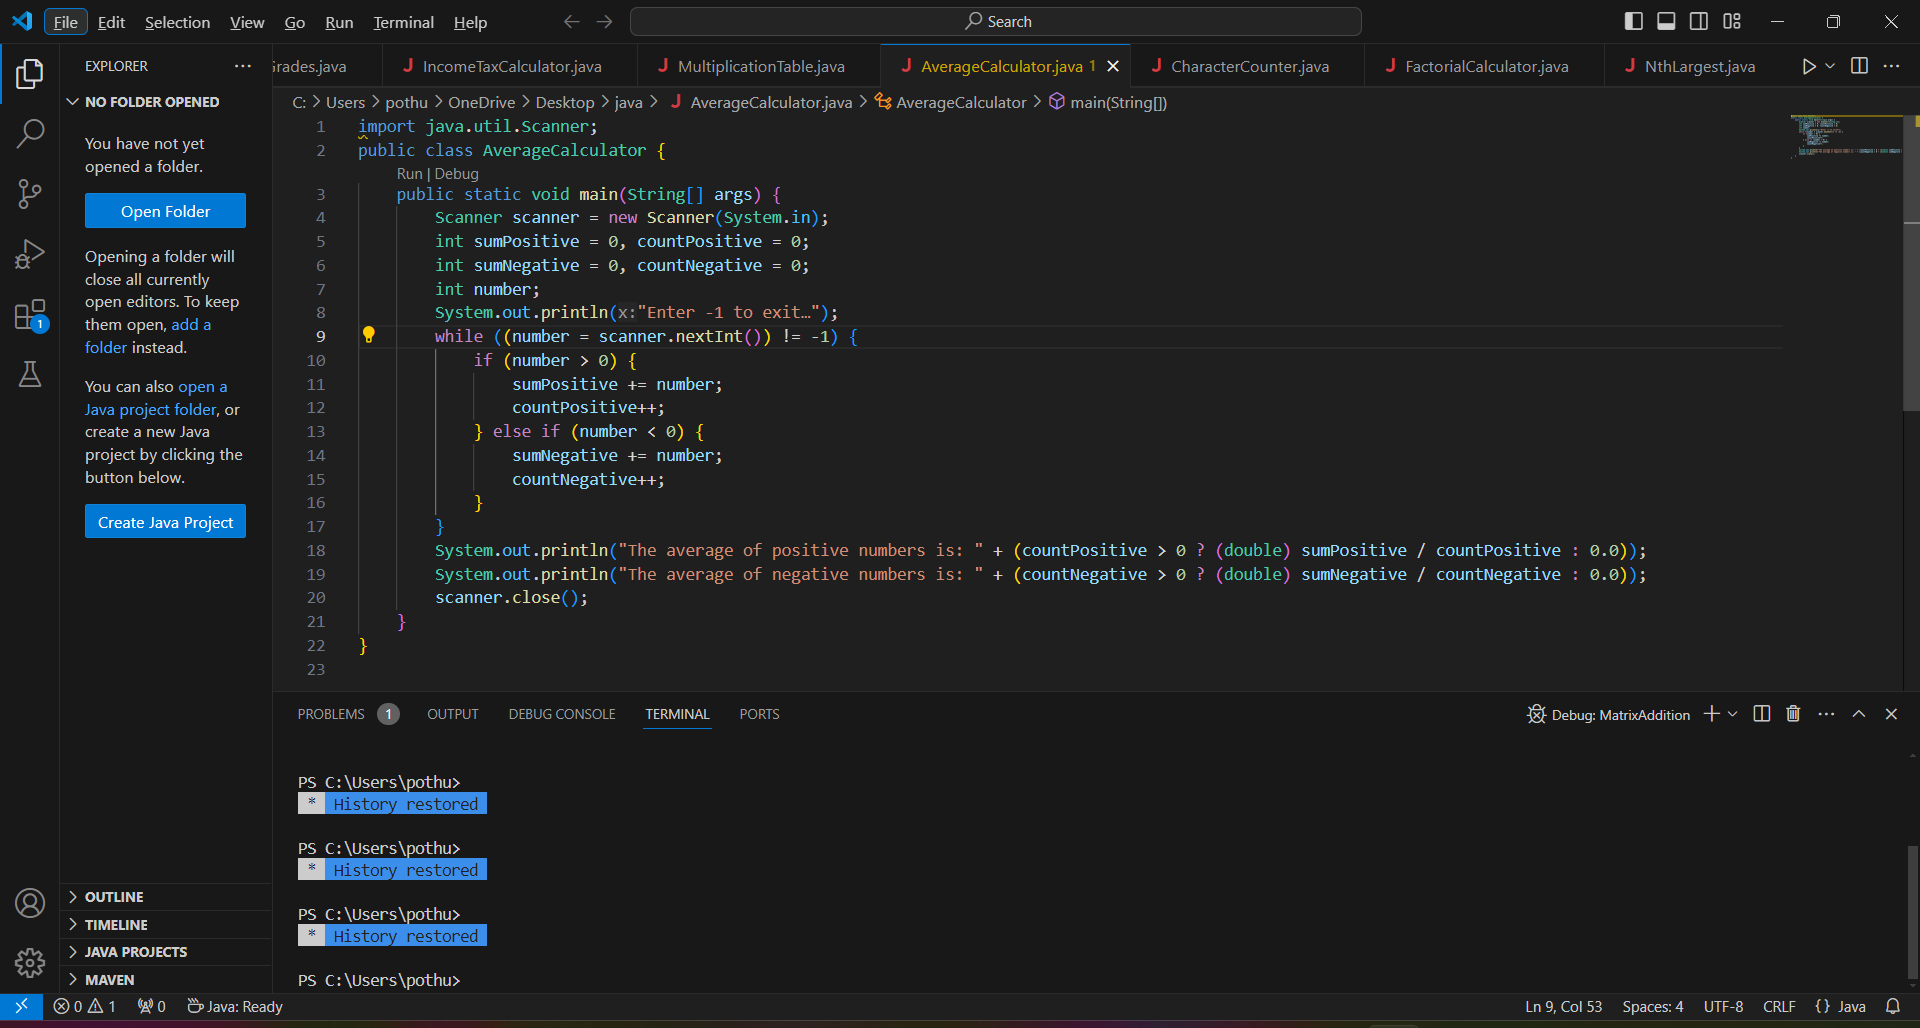 File Edit Selection View Go Run Terminal Help
Search
EXPLORER
NO FOLDER OPENED
You have not yet
opened a folder.
Open Folder
Opening a folder will
close all currently
open editors. To keep
them open, add a
folder instead.
You can also open a
Java project folder, or
create a new Java
project by clicking the
button below.
Create Java Project
OUTLINE
TIMELINE
JAVA PROJECTS
MAVEN
1
rades.java IncomeTaxCalculator.java MultiplicationTable.java AverageCalculator.java 1 CharacterCounter.java FactorialCalculator.java NthLargest.java
C: > Users > pothu > OneDrive > Desktop > java > AverageCalculator.java > AverageCalculator > main(String[])
1 import java.util.Scanner;
2 public class AverageCalculator {
Run | Debug
3 public static void main(String[] args) {
4 Scanner scanner = new Scanner(System.in);
5 int sumPositive = 0, countPositive = 0;
6 int sumNegative = 0, countNegative = 0;
7 int number;
8 System.out.println(x:"Enter -1 to exit…");
9 while ((number = scanner.nextInt()) != -1) {
10 if (number > 0) {
11 sumPositive += number;
12 countPositive++;
13 } else if (number < 0) {
14 sumNegative += number;
15 countNegative++;
16 }
17 }
18 System.out.println("The average of positive numbers is: " + (countPositive > 0 ? (double) sumPositive / countPositive : 0.0));
19 System.out.println("The average of negative numbers is: " + (countNegative > 0 ? (double) sumNegative / countNegative : 0.0));
20 scanner.close();
21 }
22 }
23
PROBLEMS 1 OUTPUT DEBUG CONSOLE TERMINAL PORTS
Debug: MatrixAddition
PS C:\Users\pothu>
* History restored
PS C:\Users\pothu>
* History restored
PS C:\Users\pothu>
* History restored
PS C:\Users\pothu>
0 1 0 Java: Ready
Ln 9, Col 53 Spaces: 4 UTF-8 CRLF {} Java